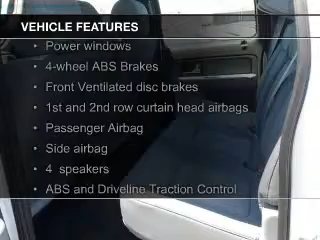 VEHICLE FEATURES
• Power windows
• 4-wheel ABS Brakes
• Front Ventilated disc brakes
• 1st and 2nd row curtain head airbags
• Passenger Airbag
• Side airbag
• 4 speakers
• ABS and Driveline Traction Control